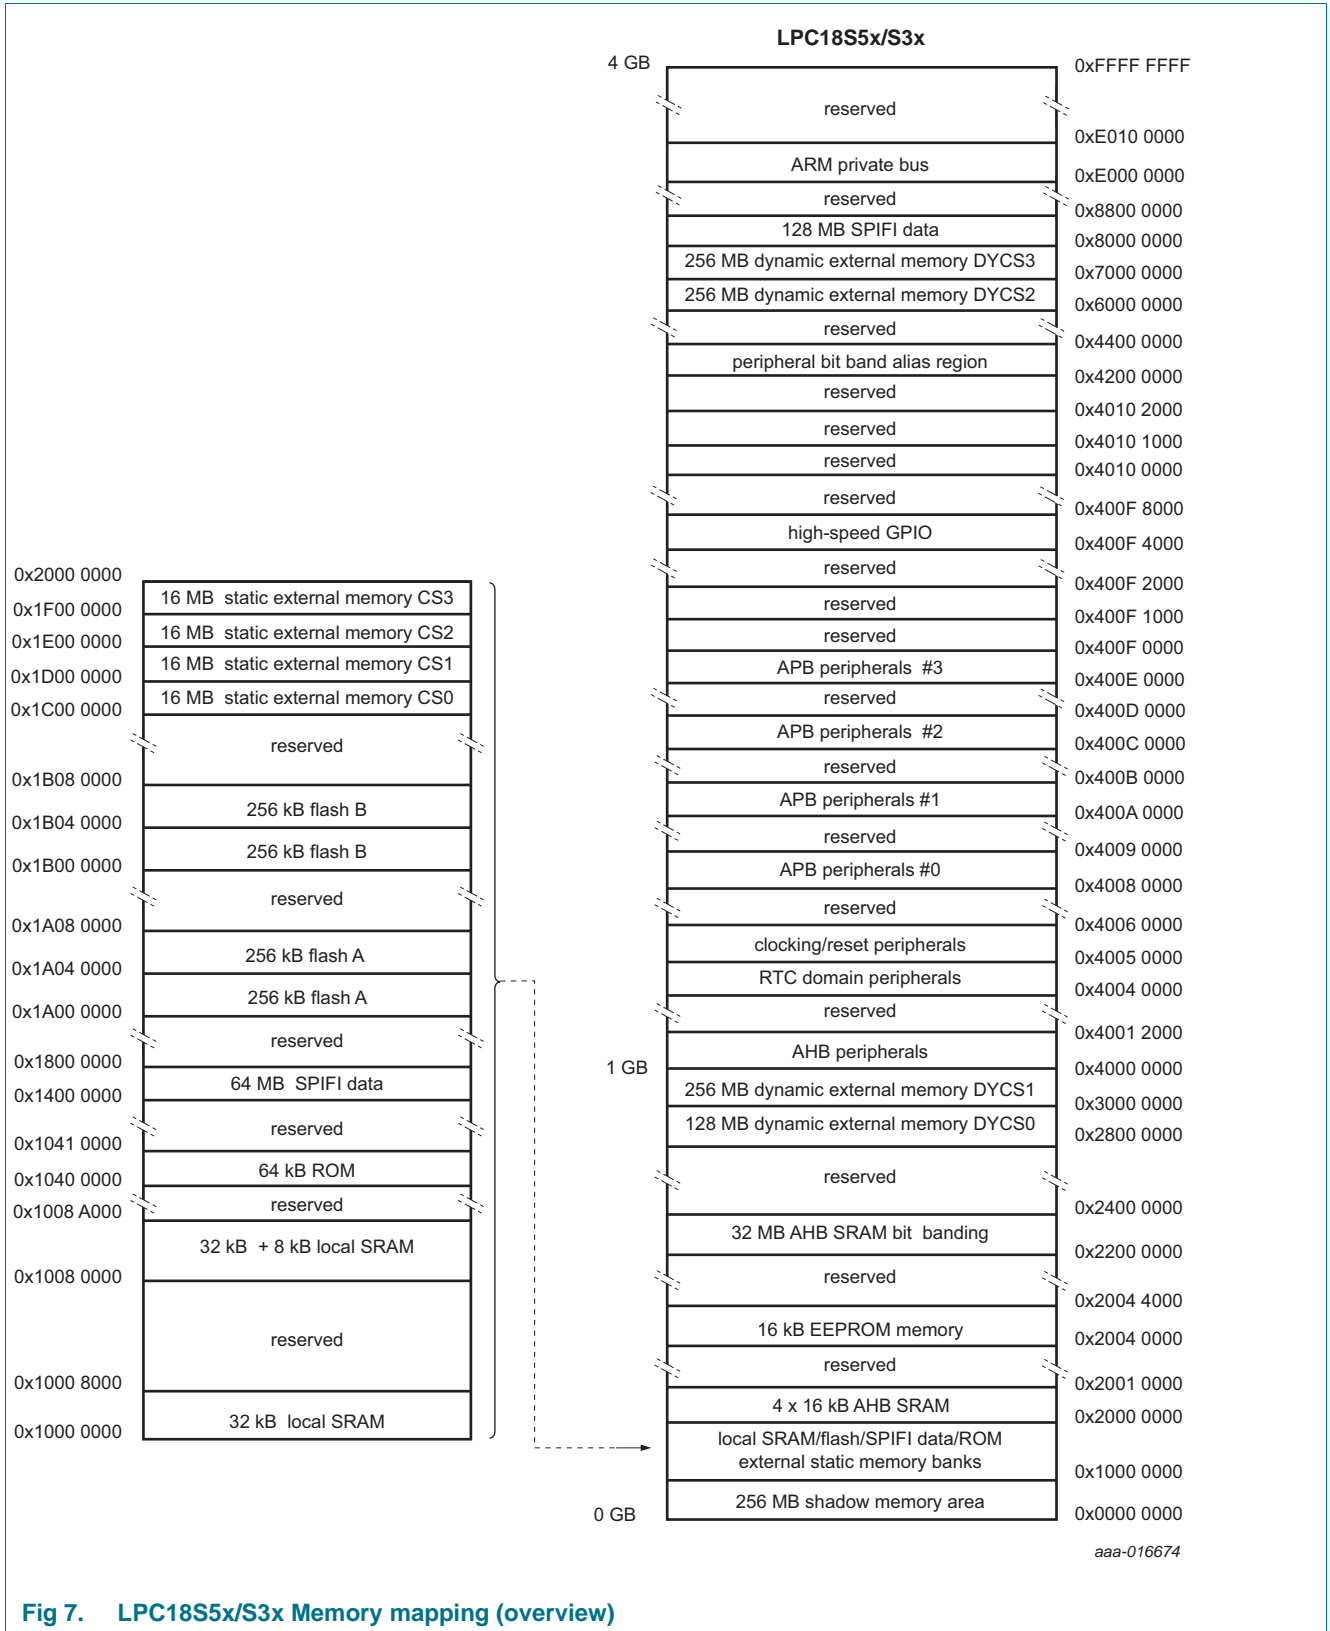 LPC18S5x/S3x
4 GB
0xFFFF FFFF
reserved
0xE010 0000
ARM private bus
0xE000 0000
reserved
0x8800 0000
128 MB SPIFI data
0x8000 0000
256 MB dynamic external memory DYCS3
0x7000 0000
256 MB dynamic external memory DYCS2
0x6000 0000
reserved
0x4400 0000
peripheral bit band alias region
0x4200 0000
reserved
0x4010 2000
reserved
0x4010 1000
reserved
0x4010 0000
reserved
0x400F 8000
high-speed GPIO
0x400F 4000
reserved
0x400F 2000
reserved
0x400F 1000
reserved
0x400F 0000
APB peripherals #3
0x400E 0000
reserved
0x400D 0000
APB peripherals #2
0x400C 0000
reserved
0x400B 0000
APB peripherals #1
0x400A 0000
reserved
0x4009 0000
APB peripherals #0
0x4008 0000
reserved
0x4006 0000
clocking/reset peripherals
0x4005 0000
RTC domain peripherals
0x4004 0000
reserved
0x4001 2000
AHB peripherals
1 GB
0x4000 0000
256 MB dynamic external memory DYCS1
0x3000 0000
128 MB dynamic external memory DYCS0
0x2800 0000
reserved
0x2400 0000
32 MB AHB SRAM bit banding
0x2200 0000
reserved
0x2004 4000
16 kB EEPROM memory
0x2004 0000
reserved
0x2001 0000
4 x 16 kB AHB SRAM
0x2000 0000
local SRAM/flash/SPIFI data/ROM
external static memory banks
0x1000 0000
256 MB shadow memory area
0 GB
0x0000 0000
0x2000 0000
16 MB static external memory CS3
0x1F00 0000
16 MB static external memory CS2
0x1E00 0000
16 MB static external memory CS1
0x1D00 0000
16 MB static external memory CS0
0x1C00 0000
reserved
0x1B08 0000
256 kB flash B
0x1B04 0000
256 kB flash B
0x1B00 0000
reserved
0x1A08 0000
256 kB flash A
0x1A04 0000
256 kB flash A
0x1A00 0000
reserved
0x1800 0000
64 MB SPIFI data
0x1400 0000
reserved
0x1041 0000
64 kB ROM
0x1040 0000
reserved
0x1008 A000
32 kB + 8 kB local SRAM
0x1008 0000
reserved
0x1000 8000
32 kB local SRAM
0x1000 0000
aaa-016674
Fig 7. LPC18S5x/S3x Memory mapping (overview)